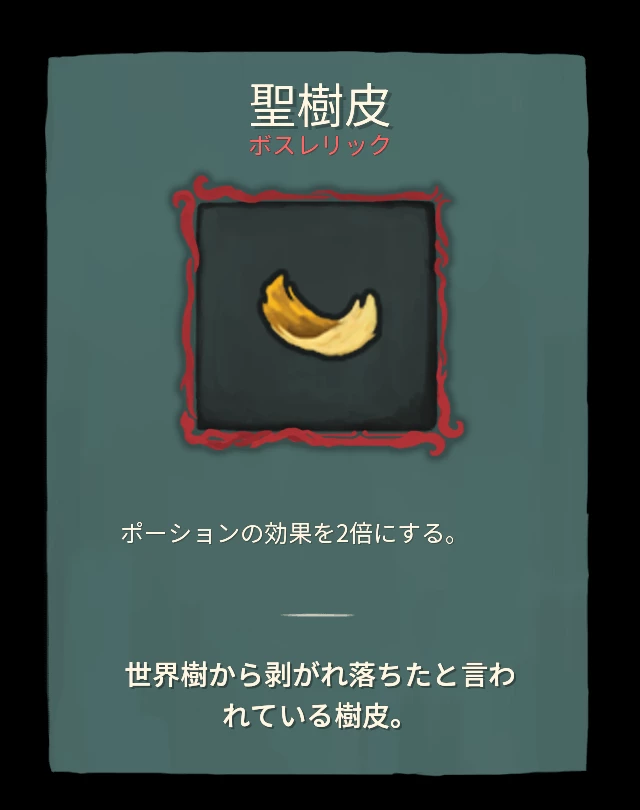 聖樹皮
ボスレリック
ポーションの効果を2倍にする。
世界樹から剥がれ落ちたと言わ
れている樹皮。